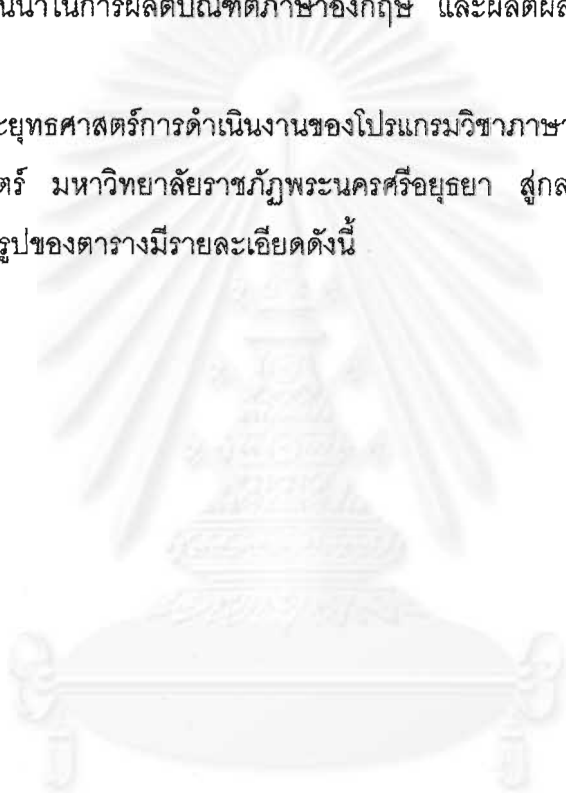 นนำในการผลิตบัณฑิตภาษาอังกฤษ และผลิตผล
ะยุทธศาสตร์การดำเนินงานของโปรแกรมวิชาภาษา
ตร์ มหาวิทยาลัยราชภัฏพระนครศรีอยุธยา สู่กล
รูปของตารางมีรายละเอียดดังนี้